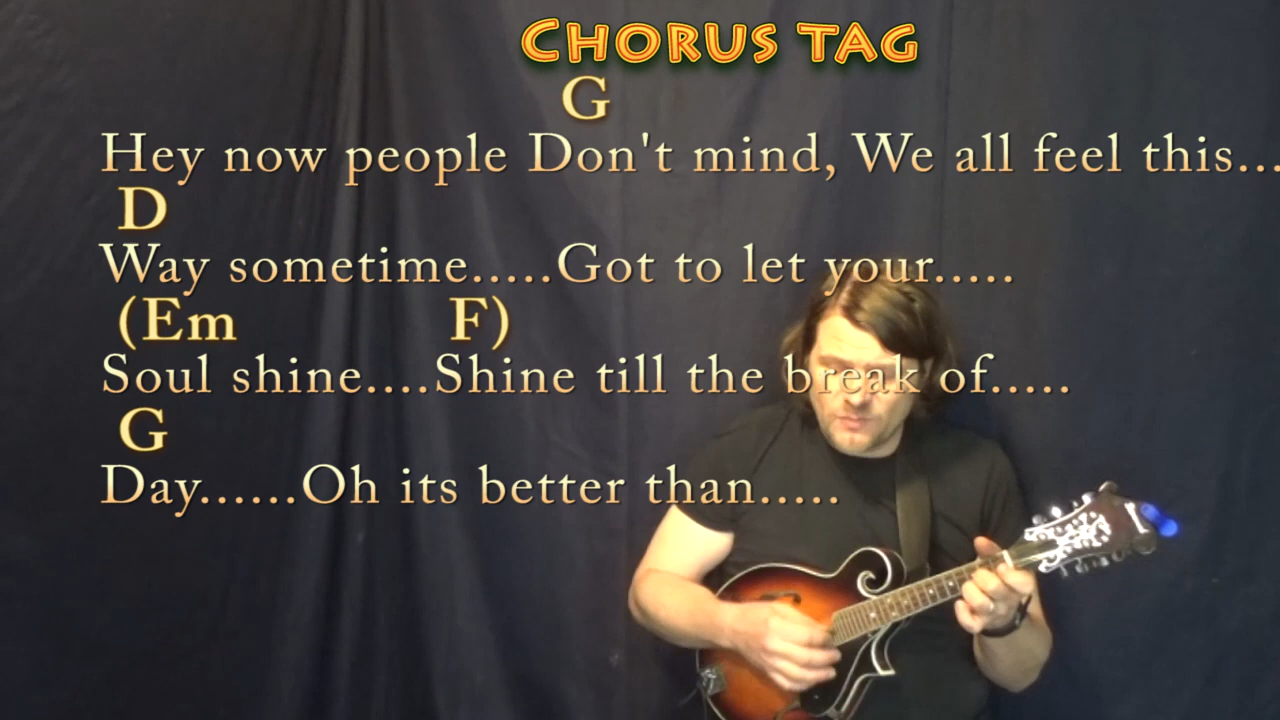 CHORUS TAG
G
Hey now people Don't mind, We all feel this...
D
Way sometime.....Got to let your.....
(Em F)
Soul shine....Shine till the break of.....
G
Day......Oh its better than.....